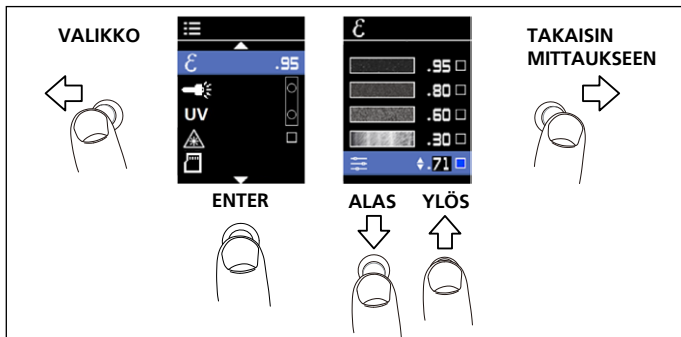 VALIKKO
ε .95
UV
ENTER
ε
.95
.80
.60
.30
.71
ALAS YLÖS
TAKAISIN
MITTAUKSEEN